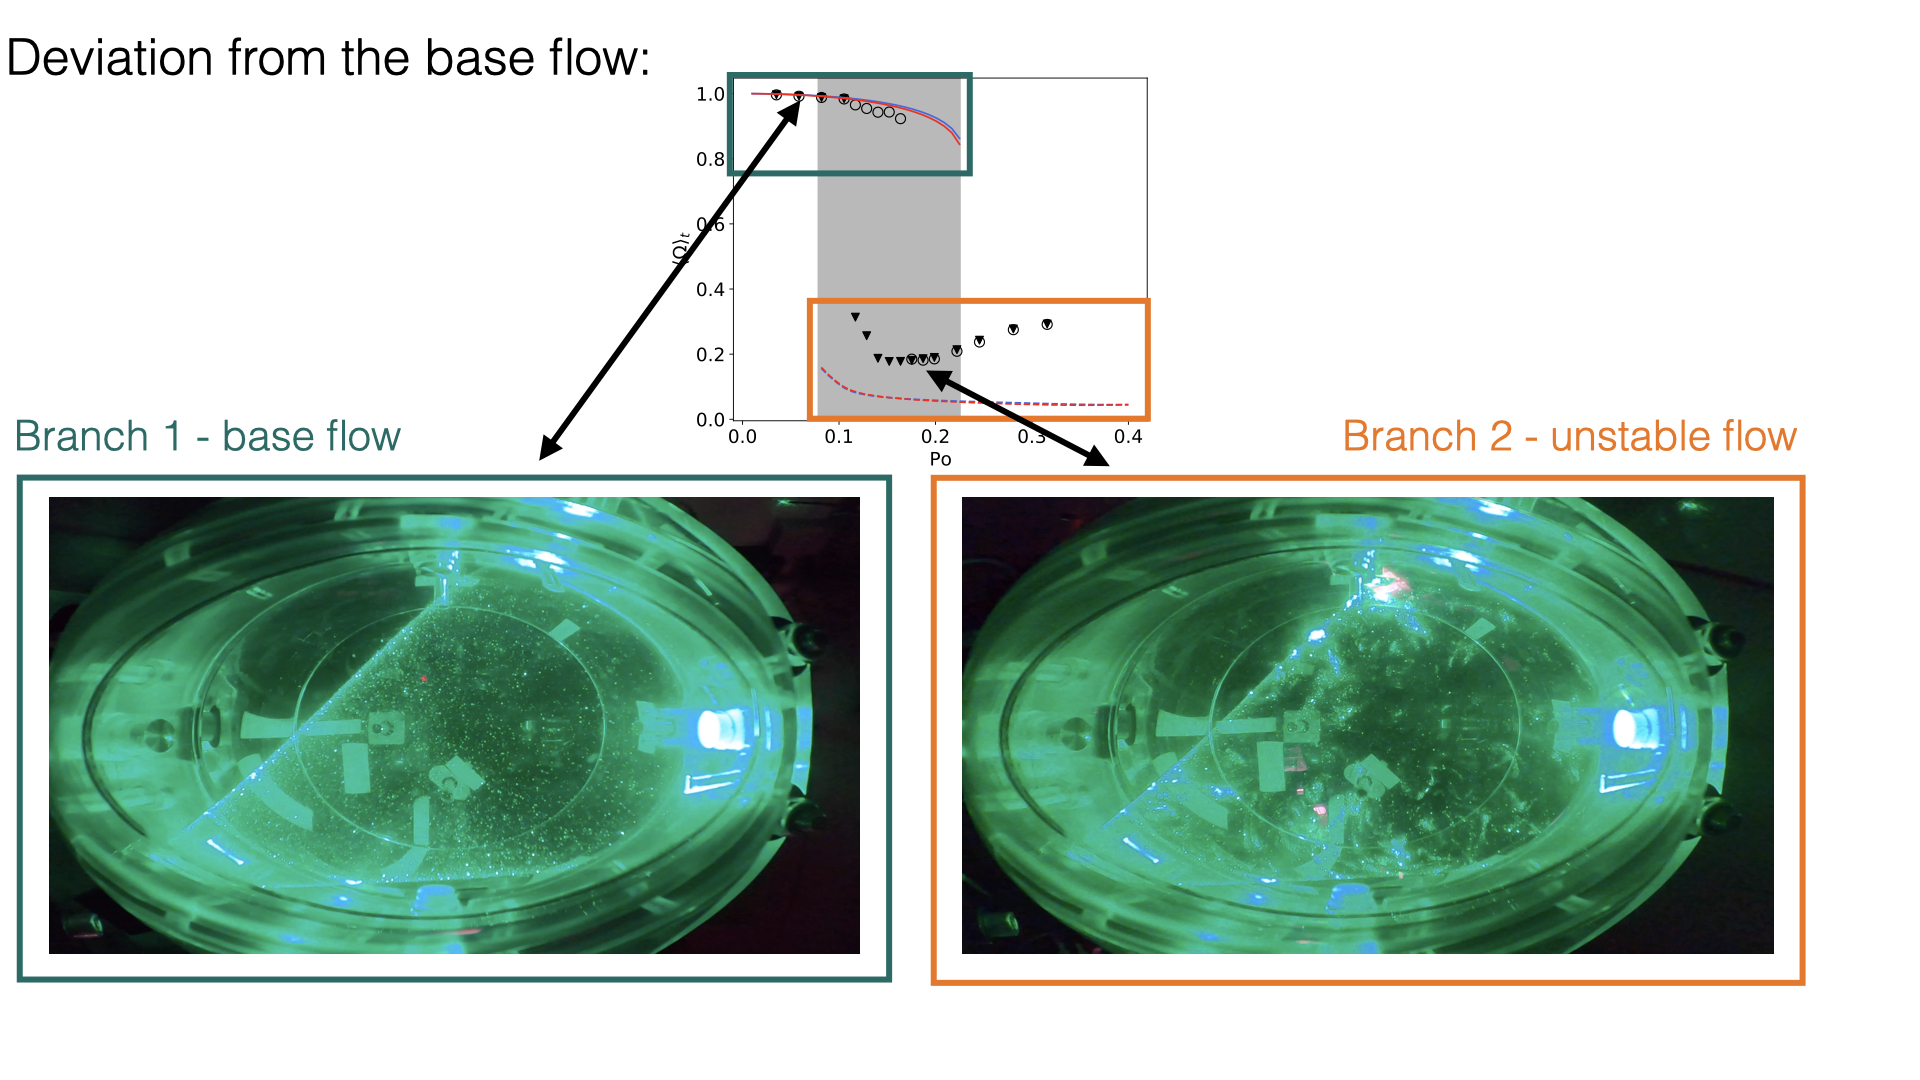 Deviation from the base flow:
1.0
0.8
0.6
0.4
0.2
0.0
⟨Ω⟩t
0.0 0.1 0.2 0.3 0.4
Po
Branch 1 - base flow
Branch 2 - unstable flow